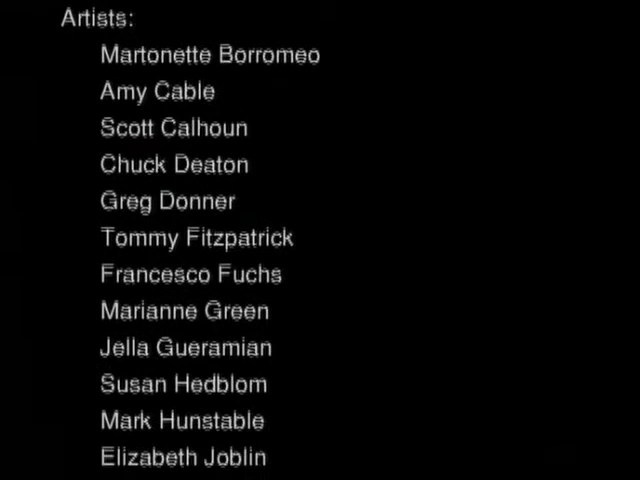 Artists:
Martonette Borromeo
Amy Cable
Scott Calhoun
Chuck Deaton
Greg Donner
Tommy Fitzpatrick
Francesco Fuchs
Marianne Green
Jella Gueramian
Susan Hedblom
Mark Hunstable
Elizabeth Joblin